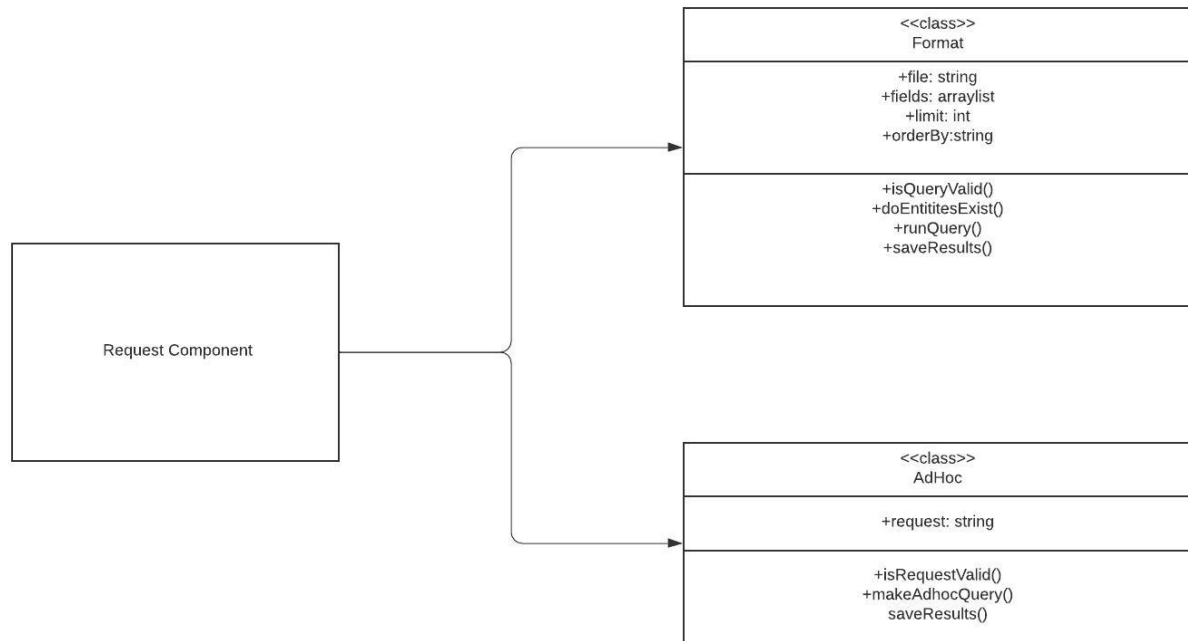 <<class>>
Format
+file: string
+fields: arraylist
+limit: int
+orderBy:string
+isQueryValid()
+doEntititesExist()
+runQuery()
+saveResults()
Request Component
<<class>>
AdHoc
+request: string
+isRequestValid()
+makeAdhocQuery()
saveResults()